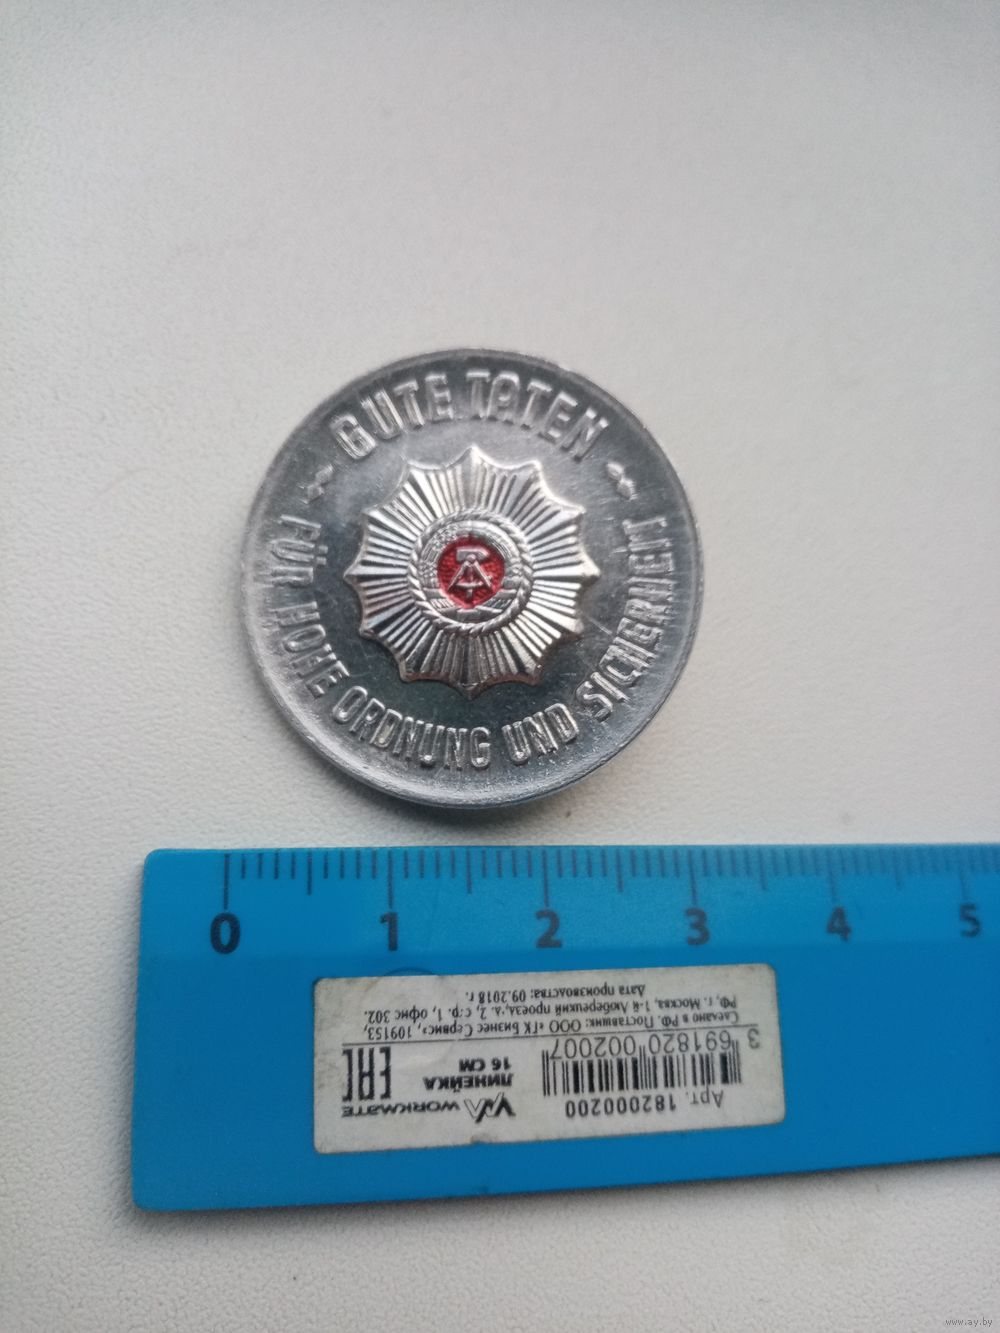 GUTE TATEN
FÜR HOHE ORDNUNG UND SICHERHEIT
0 1 2 3 4 5
Арт. 182000200
3 691820 002007
WORKMATE
ЛИНЕЙКА
16 СМ
EAC
Сделано в РФ. Поставщик: ООО «ГК Бизнес Сервис», 109153,
РФ, г. Москва, 1-й Люберецкий проезд, д. 2, стр. 1, офис 302.
Дата производства: 09.2018 г.
www.ay.by